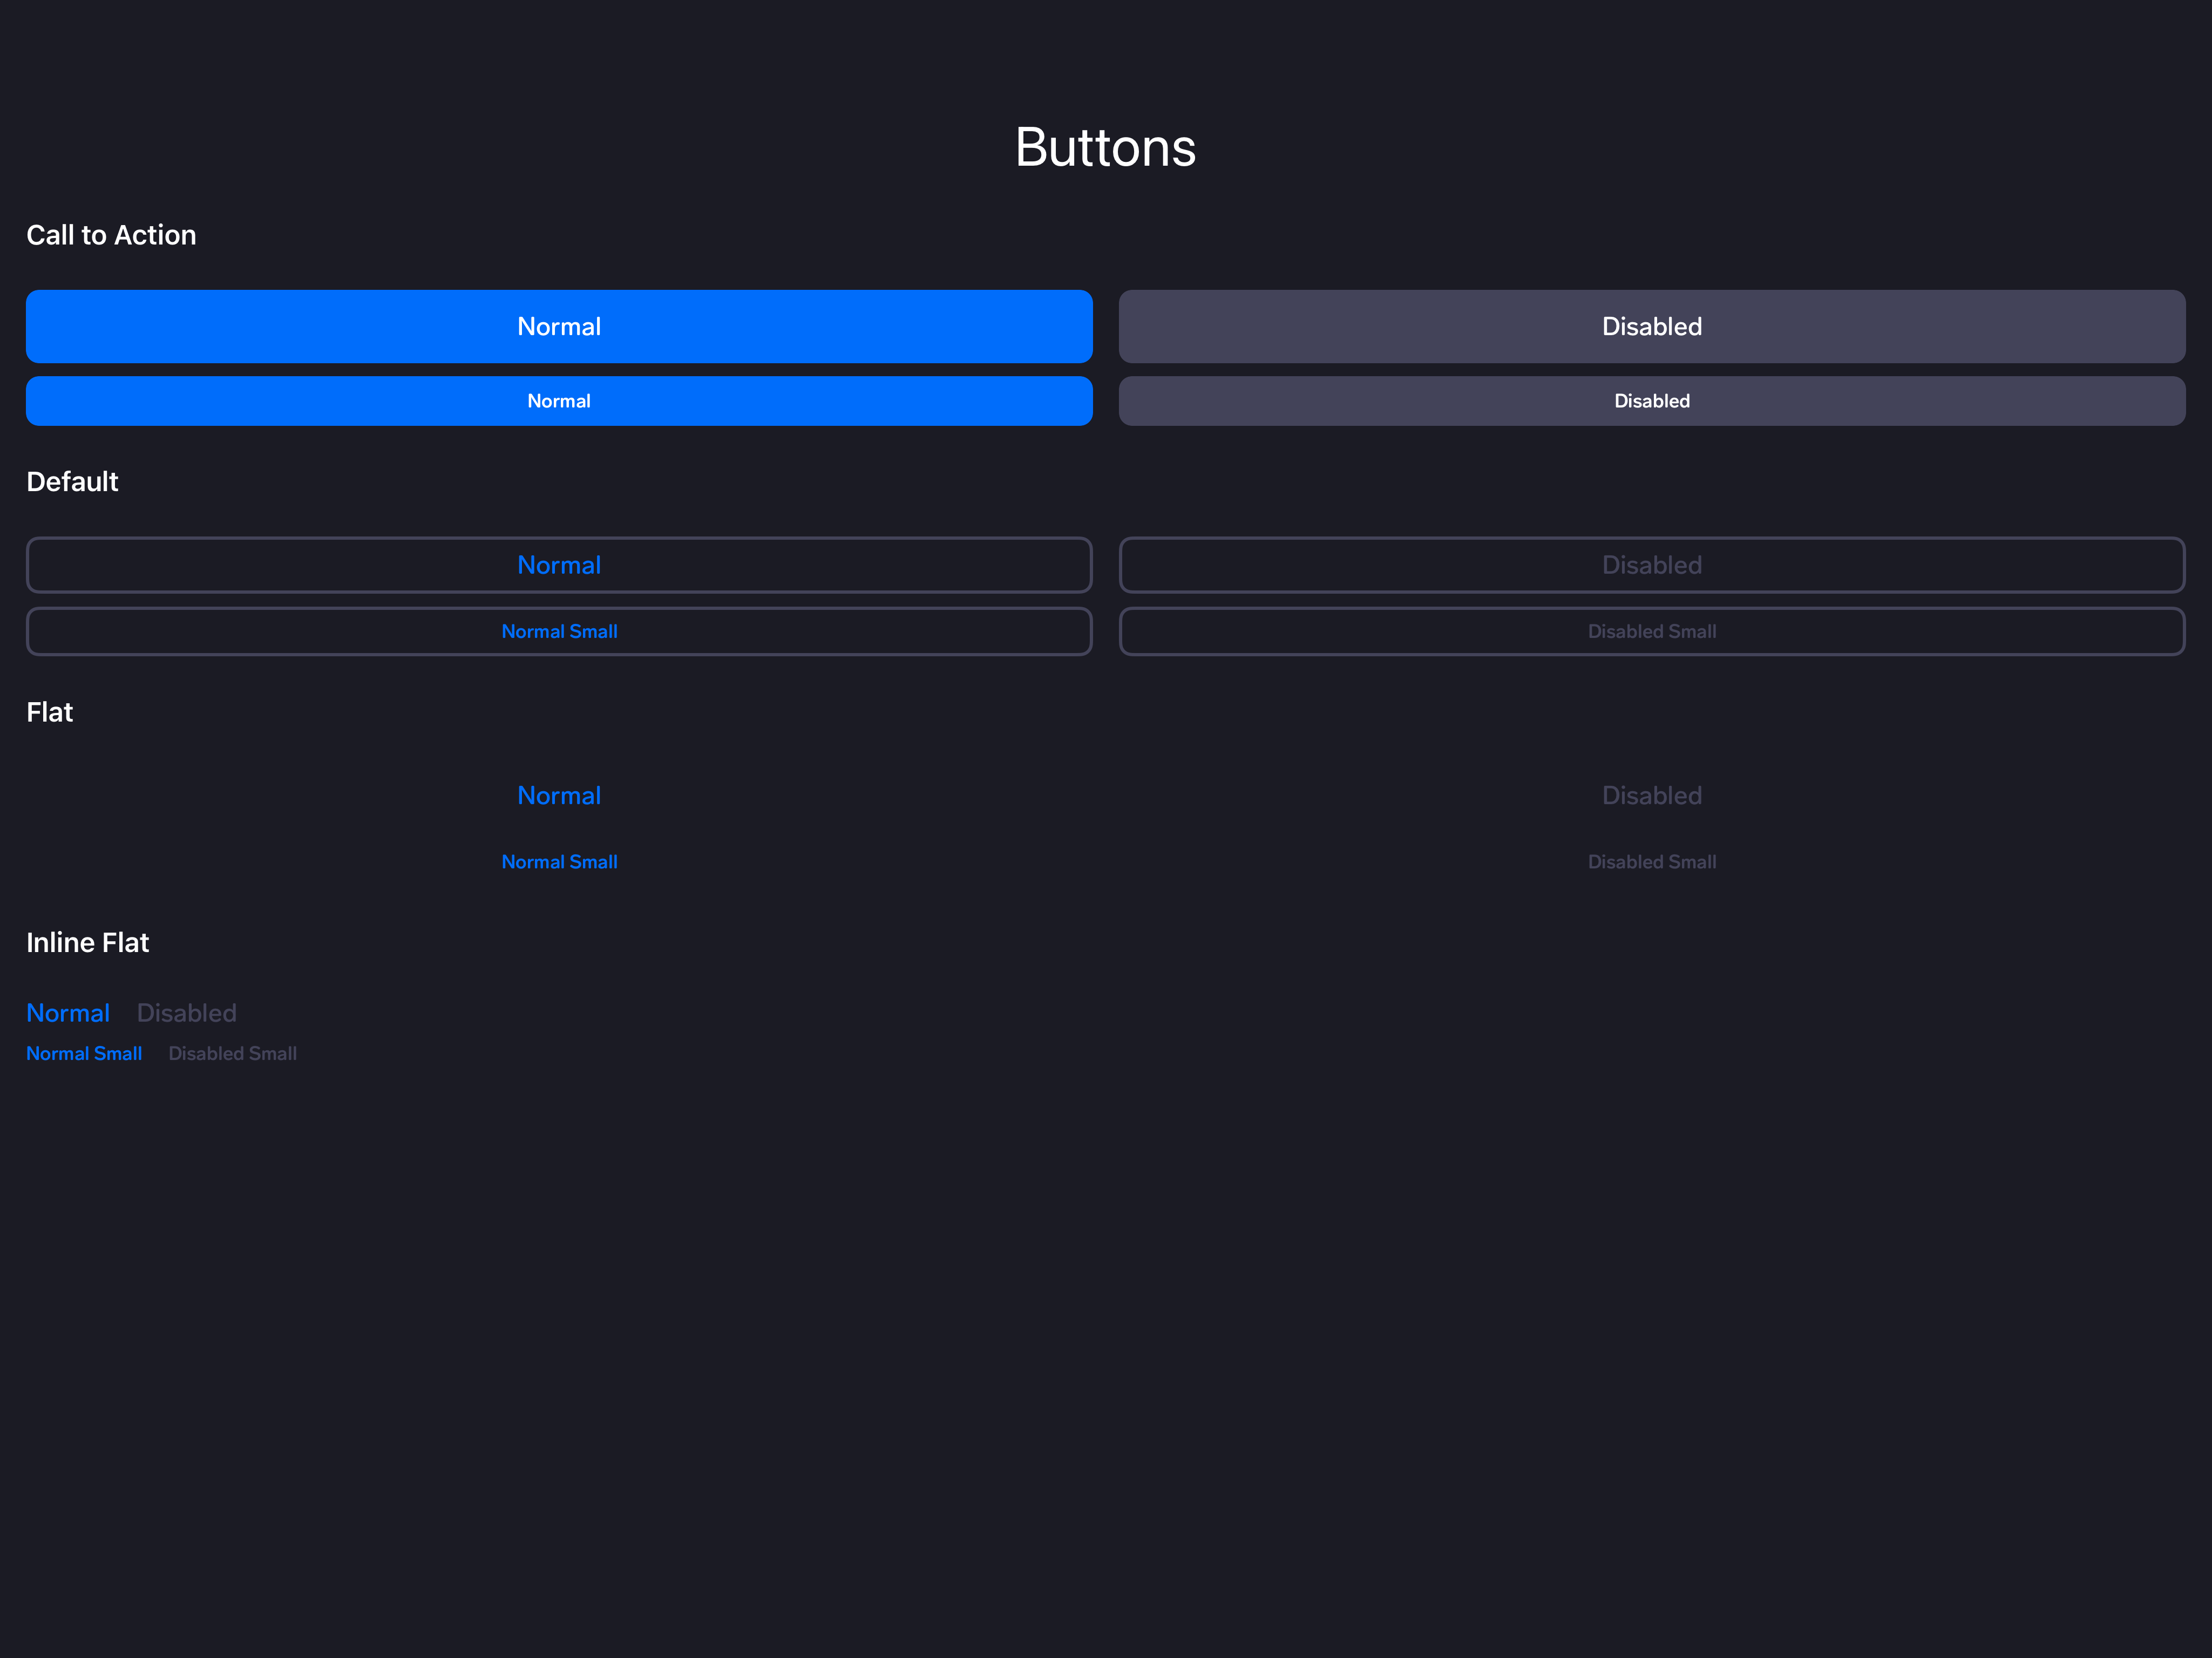 Buttons
Call to Action
Normal Disabled
Normal Disabled
Default
Normal Disabled
Normal Small Disabled Small
Flat
Normal Disabled
Normal Small Disabled Small
Inline Flat
Normal Disabled
Normal Small Disabled Small